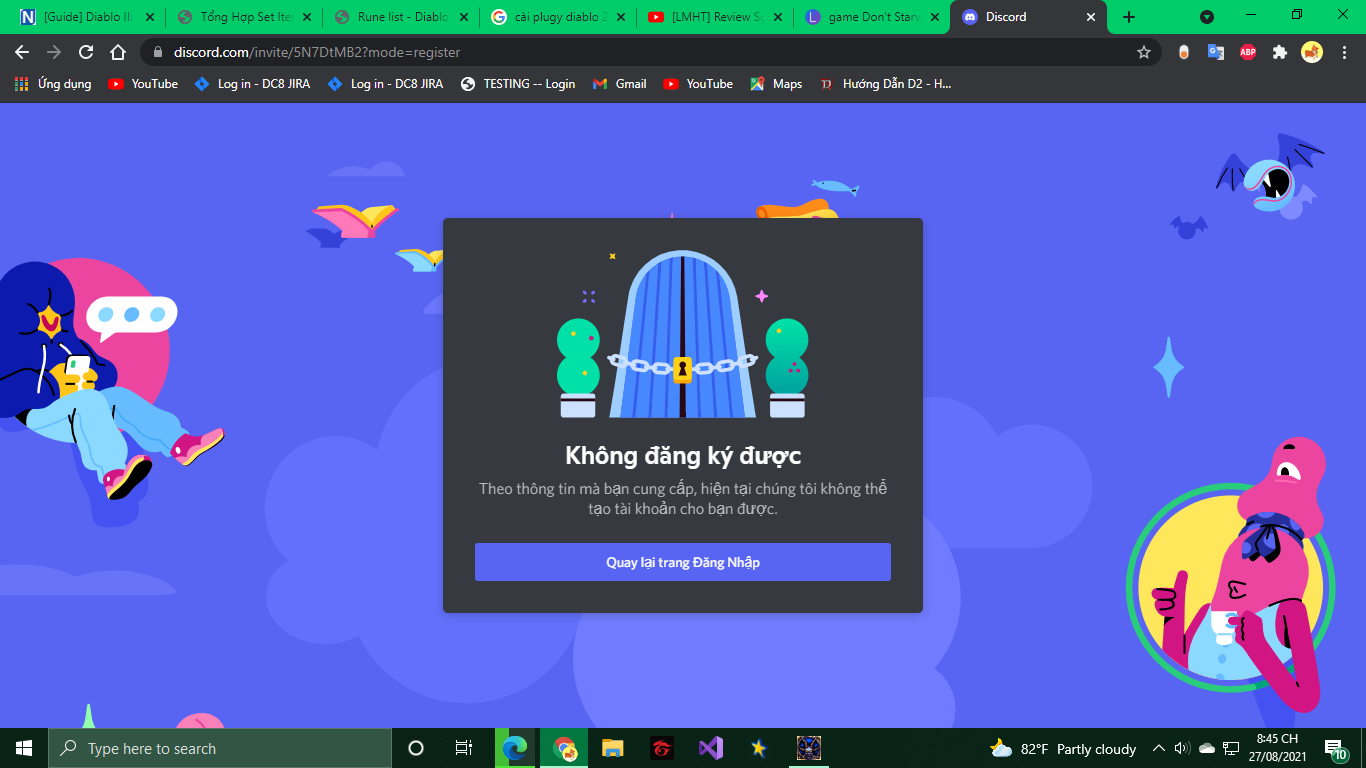 [Guide] Diablo II:
Tổng Hợp Set Ite
Rune list - Diablo
cài plugy diablo 2
[LMHT] Review S
game Don't Starv
Discord
discord.com/invite/5N7DtMB2?mode=register
Ứng dụng
YouTube
Log in - DC8 JIRA
Log in - DC8 JIRA
TESTING -- Login
Gmail
YouTube
Maps
Hướng Dẫn D2 - H...
ABP
Không đăng ký được
Theo thông tin mà bạn cung cấp, hiện tại chúng tôi không thể
tạo tài khoản cho bạn được.
Quay lại trang Đăng Nhập
Type here to search
82°F Partly cloudy
8:45 CH
27/08/2021
10